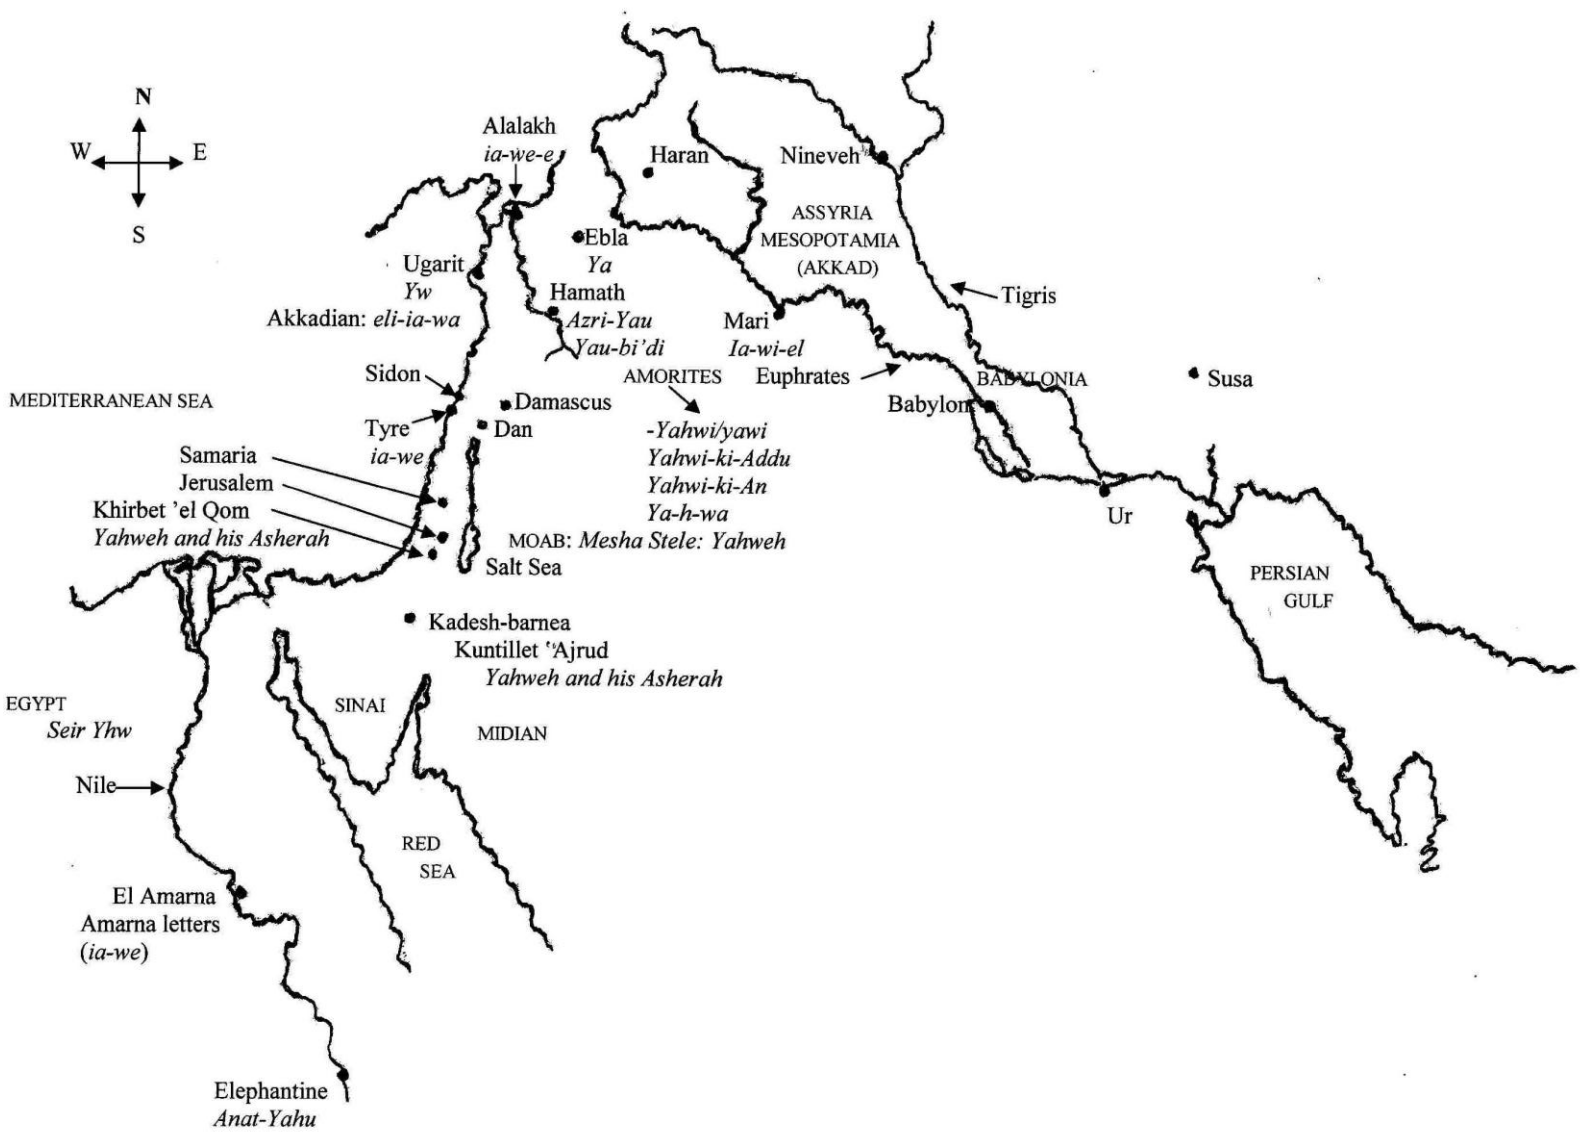 N
W
E
S
Alalakh
ia-we-e
Haran
Nineveh
ASSYRIA
MESOPOTAMIA
(AKKAD)
Ebla
Ya
Ugarit
Yw
Akkadian: eli-ia-wa
Hamath
Azri-Yau
Yau-bi’di
Tigris
Mari
Ia-wi-el
Euphrates
AMORITES
-Yahwi/yawi
Yahwi-ki-Addu
Yahwi-ki-An
Ya-h-wa
BABYLONIA
Babylon
Susa
Ur
Sidon
MEDITERRANEAN SEA
Damascus
Dan
Tyre
ia-we
Samaria
Jerusalem
Khirbet ’el Qom
Yahweh and his Asherah
MOAB: Mesha Stele: Yahweh
Salt Sea
PERSIAN
GULF
Kadesh-barnea
Kuntillet ‘Ajrud
Yahweh and his Asherah
EGYPT
Seir Yhw
SINAI
MIDIAN
Nile
RED
SEA
El Amarna
Amarna letters
(ia-we)
Elephantine
Anat-Yahu